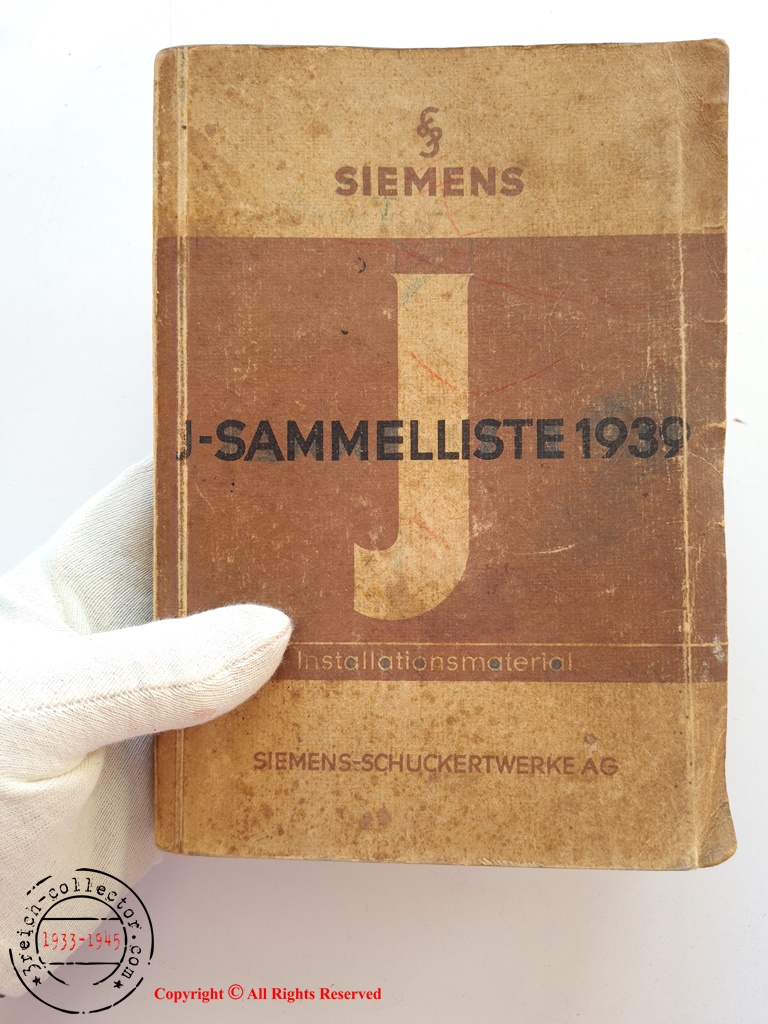 SIEMENS
J
J-SAMMELLISTE 1939
Installationsmaterial
SIEMENS-SCHUCKERTWERKE AG
3reich-collector.com
1933-1945
Copyright © All Rights Reserved